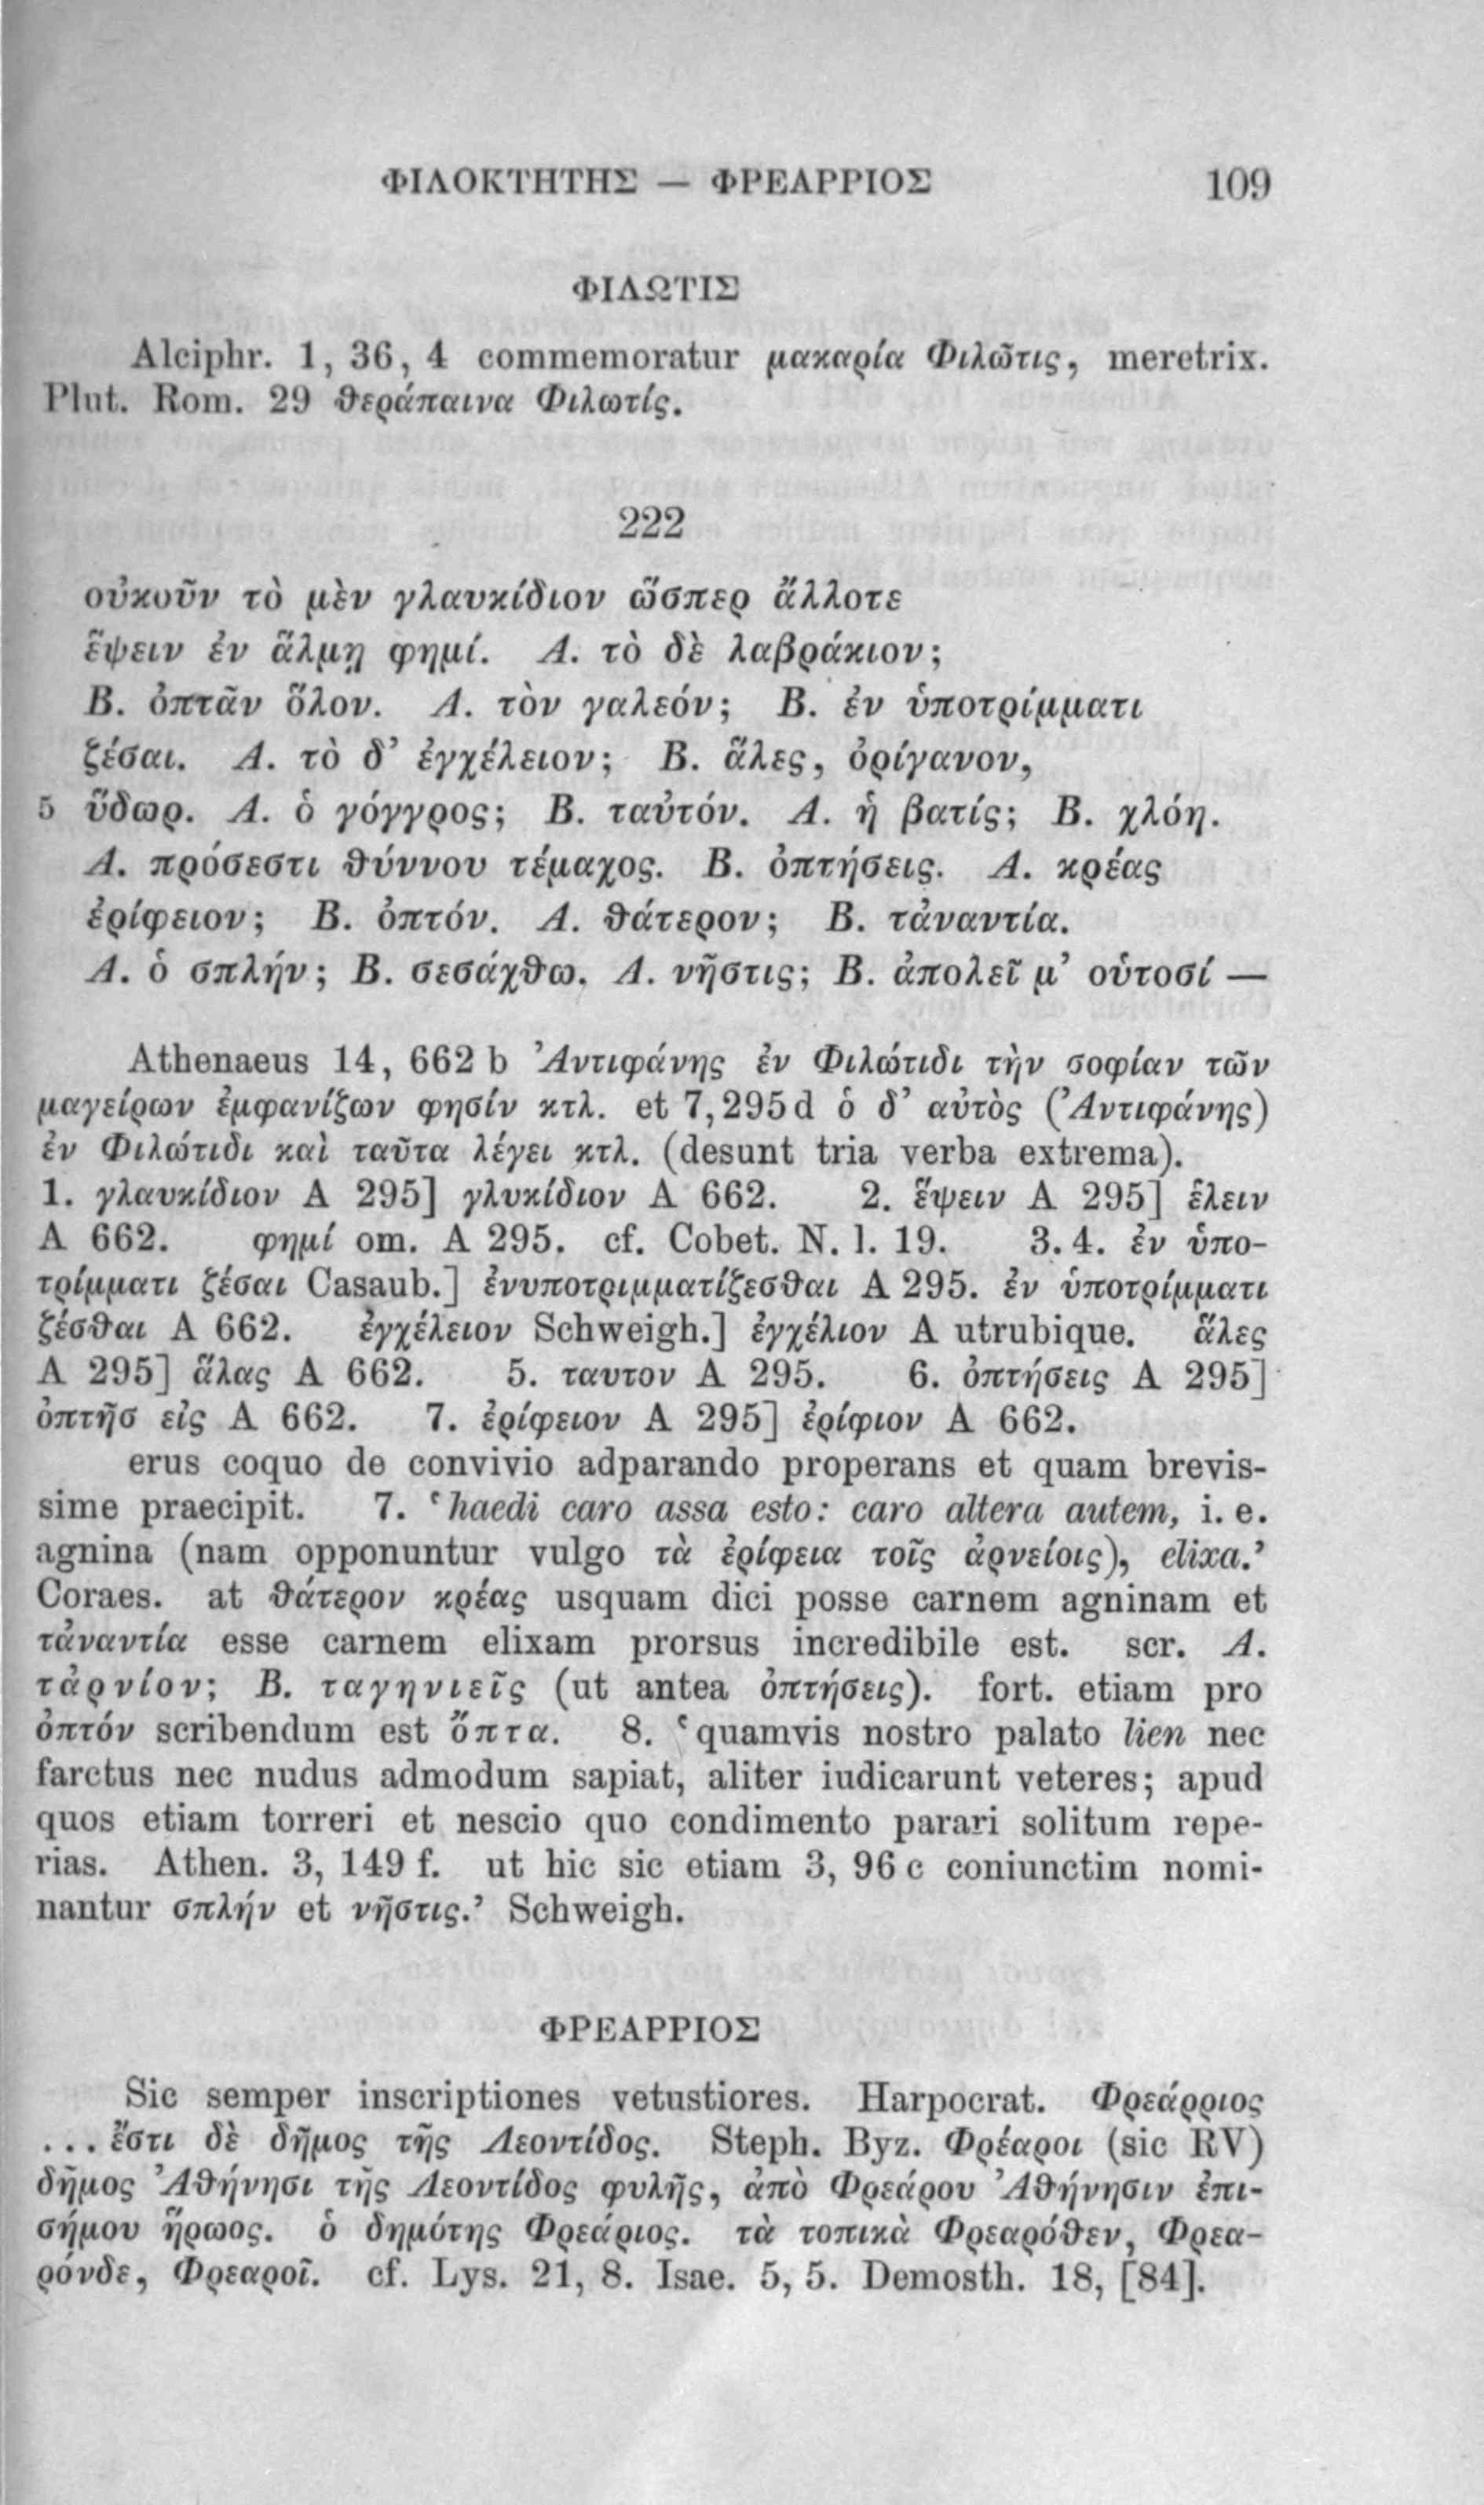 ΦΙΛΟΚΤΗΤΗΣ — ΦΡΕΑΡΡΙΟΣ 109
ΦΙΛΩΤΙΣ
Alciphr. 1, 36, 4 commemoratur μακαρία Φιλῶτις, meretrix.
Plut. Rom. 29 θεράπαινα Φιλωτίς.
222
οὐκοῦν τὸ μὲν γλαυκίδιον ὥσπερ ἄλλοτε
ἕψειν ἐν ἅλμῃ φημί. Α. τὸ δὲ λαβράκιον;
Β. ὀπτᾶν ὅλον. Α. τὸν γαλεόν; Β. ἐν ὑποτρίμματι
ζέσαι. Α. τὸ δ’ ἐγχέλειον; Β. ἅλες, ὀρίγανον,
5 ὕδωρ. Α. ὁ γόγγρος; Β. ταὐτόν. Α. ἡ βατίς; Β. χλόη.
Α. πρόσεστι θύννου τέμαχος. Β. ὀπτήσεις. Α. κρέας
ἐρίφειον; Β. ὀπτόν. Α. θάτερον; Β. τἀναντία.
Α. ὁ σπλήν; Β. σεσάχθω. Α. νῆστις; Β. ἀπολεῖ μ’ οὑτοσί —
Athenaeus 14, 662 b Ἀντιφάνης ἐν Φιλώτιδι τὴν σοφίαν τῶν
μαγείρων ἐμφανίζων φησίν κτλ. et 7, 295 d ὁ δ’ αὐτὸς (Ἀντιφάνης)
ἐν Φιλώτιδι καὶ ταῦτα λέγει κτλ. (desunt tria verba extrema).
1. γλαυκίδιον A 295] γλυκίδιον A 662. 2. ἕψειν A 295] ἑλειν
A 662. φημί om. A 295. cf. Cobet. N. l. 19. 3. 4. ἐν ὑπο-
τρίμματι ζέσαι Casaub.] ἐνυποτριμματίζεσθαι A 295. ἐν ὑποτρίμματι
ζέσθαι A 662. ἐγχέλειον Schweigh.] ἐγχέλιον A utrubique. ἅλες
A 295] ἅλας A 662. 5. ταυτον A 295. 6. ὀπτήσεις A 295]
ὀπτῆσ εἰς A 662. 7. ἐρίφειον A 295] ἐρίφιον A 662.
erus coquo de convivio adparando properans et quam brevis-
sime praecipit. 7. ‘haedi caro assa esto: caro altera autem, i. e.
agnina (nam opponuntur vulgo τὰ ἐρίφεια τοῖς ἀρνείοις), elixa.’
Coraes. at θάτερον κρέας usquam dici posse carnem agninam et
τἀναντία esse carnem elixam prorsus incredibile est. scr. Α.
τἀρνίον; Β. ταγηνιεῖς (ut antea ὀπτήσεις). fort. etiam pro
ὀπτόν scribendum est ὄπτα. 8. ‘quamvis nostro palato lien nec
farctus nec nudus admodum sapiat, aliter iudicarunt veteres; apud
quos etiam torreri et nescio quo condimento parari solitum repe-
rias. Athen. 3, 149 f. ut hic sic etiam 3, 96 c coniunctim nomi-
nantur σπλήν et νῆστις.’ Schweigh.
ΦΡΕΑΡΡΙΟΣ
Sic semper inscriptiones vetustiores. Harpocrat. Φρεάρριος
... ἔστι δὲ δῆμος τῆς Λεοντίδος. Steph. Byz. Φρέαροι (sic RV)
δῆμος Ἀθήνησι τῆς Λεοντίδος φυλῆς, ἀπὸ Φρεάρου Ἀθήνησιν ἐπι-
σήμου ἥρωος. ὁ δημότης Φρεάριος. τὰ τοπικὰ Φρεαρόθεν, Φρεα-
ρόνδε, Φρεαροῖ. cf. Lys. 21, 8. Isae. 5, 5. Demosth. 18, [84].